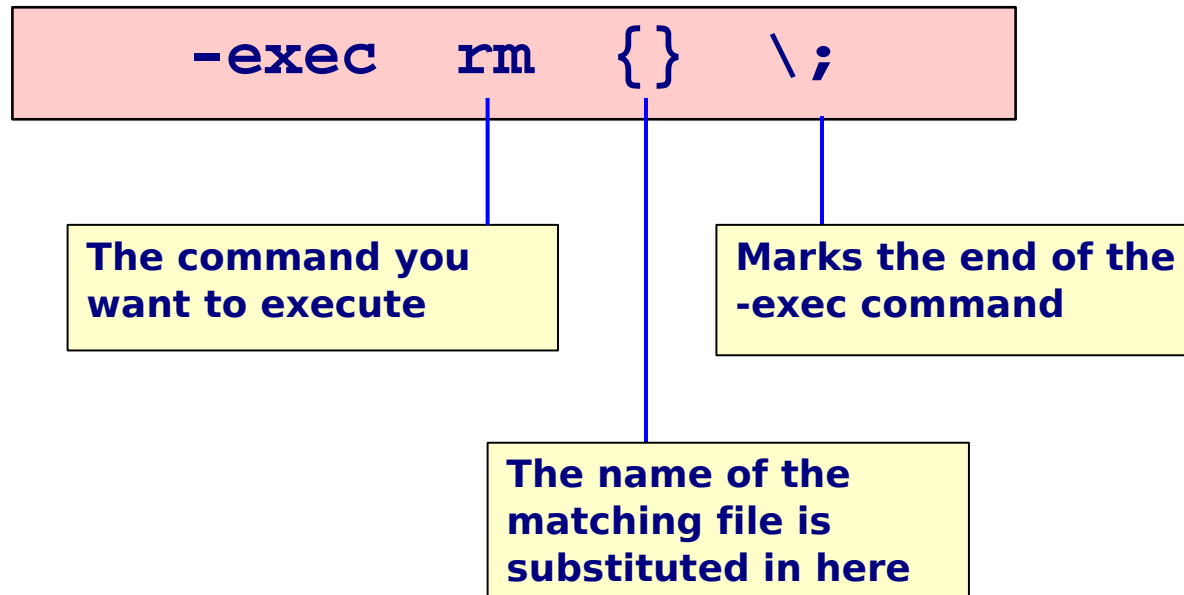 -exec rm {} \;
The command you
want to execute
Marks the end of the
-exec command
The name of the
matching file is
substituted in here